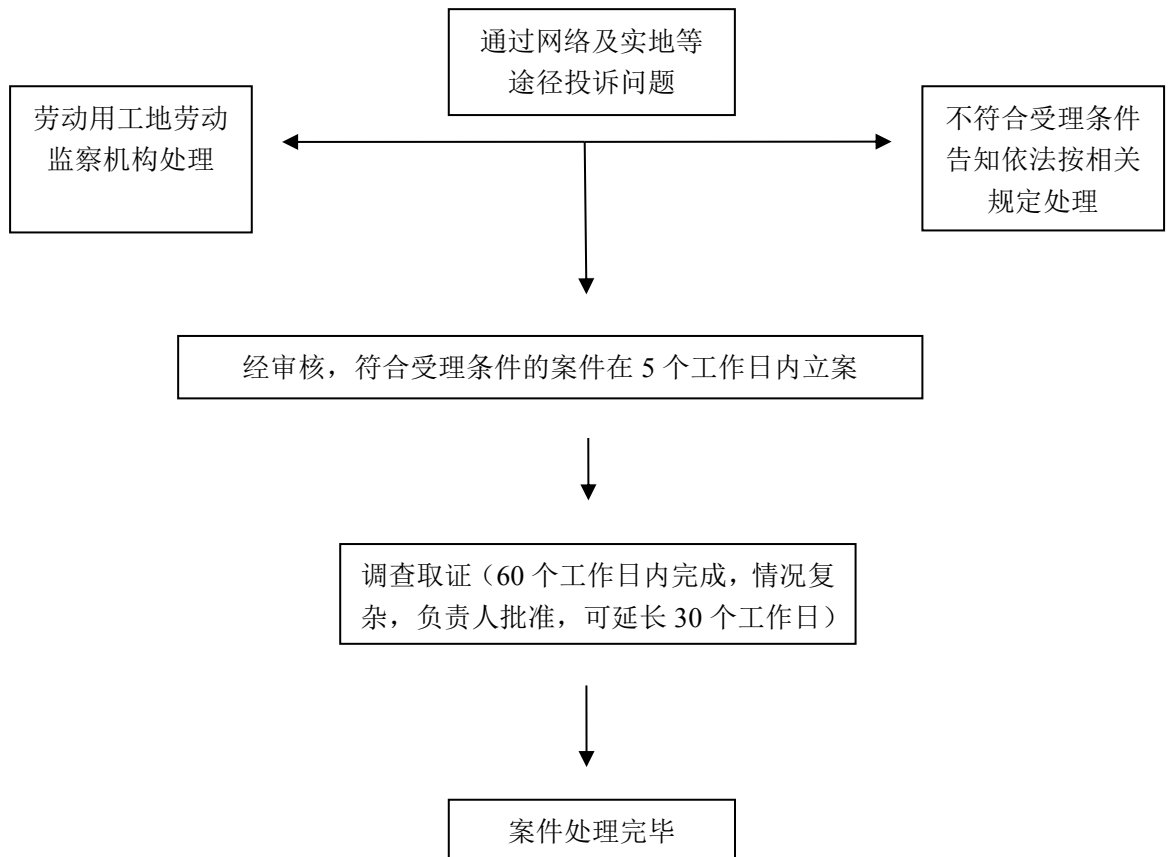 通过网络及实地等
途径投诉问题
劳动用工地劳动
监察机构处理
不符合受理条件
告知依法按相关
规定处理
经审核，符合受理条件的案件在 5 个工作日内立案
调查取证（60 个工作日内完成，情况复
杂，负责人批准，可延长 30 个工作日）
案件处理完毕